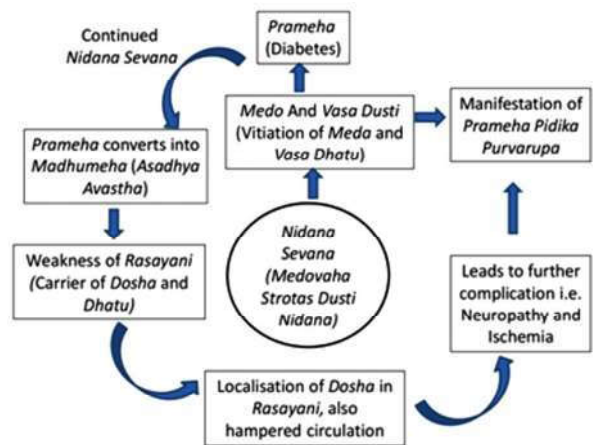 Continued
Nidana Sevana
Prameha
(Diabetes)
Medo And Vasa Dusti
(Vitiation of Meda and
Vasa Dhatu)
Manifestation of
Prameha Pidika
Purvarupa
Prameha converts into
Madhumeha (Asadhya
Avastha)
Nidana
Sevana
(Medovaha
Strotas Dusti
Nidana)
Weakness of Rasayani
(Carrier of Dosha and
Dhatu)
Leads to further
complication i.e.
Neuropathy and
Ischemia
Localisation of Dosha in
Rasayani, also
hampered circulation